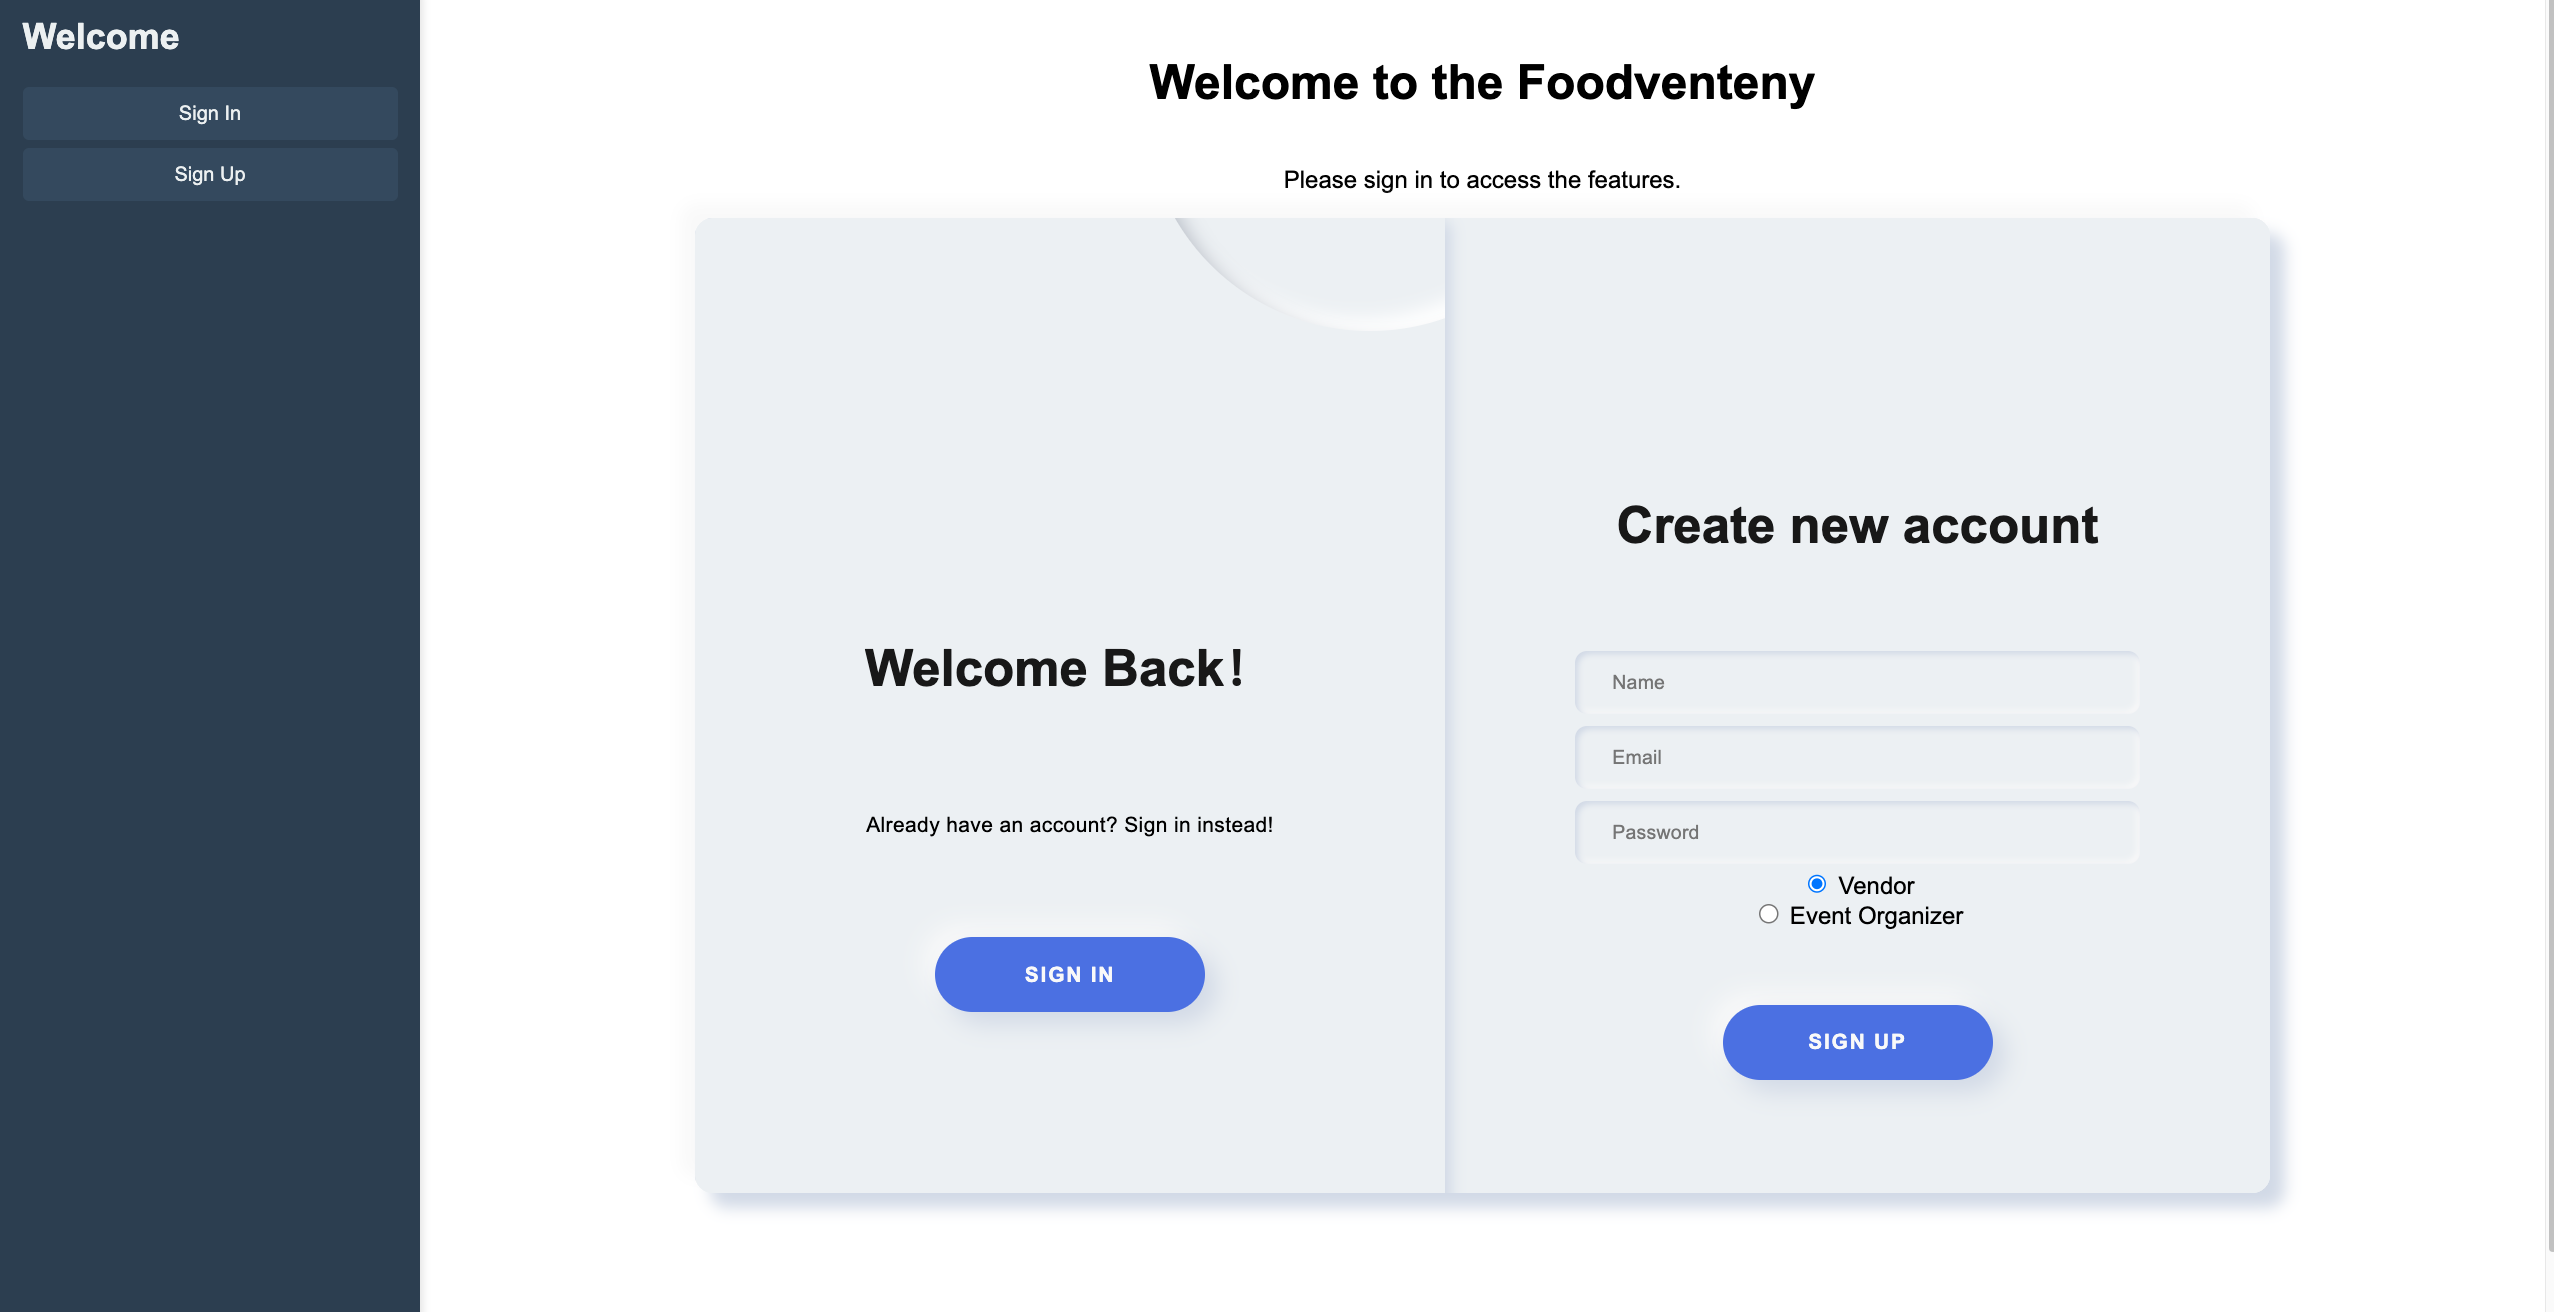 Welcome
Sign In
Sign Up
Welcome to the Foodventeny
Please sign in to access the features.
Welcome Back!
Already have an account? Sign in instead!
SIGN IN
Create new account
Name
Email
Password
Vendor
Event Organizer
SIGN UP